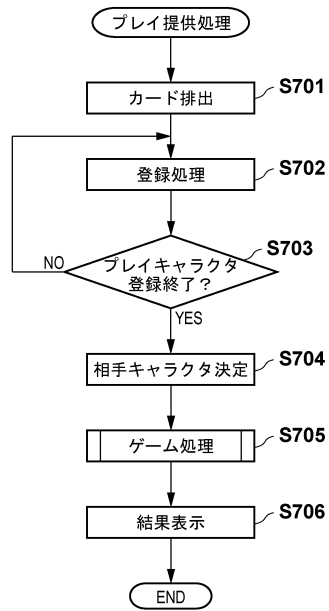 プレイ提供処理
カード排出
S701
登録処理
S702
プレイキャラクタ
登録終了？
S703
NO
YES
相手キャラクタ決定
S704
ゲーム処理
S705
結果表示
S706
END